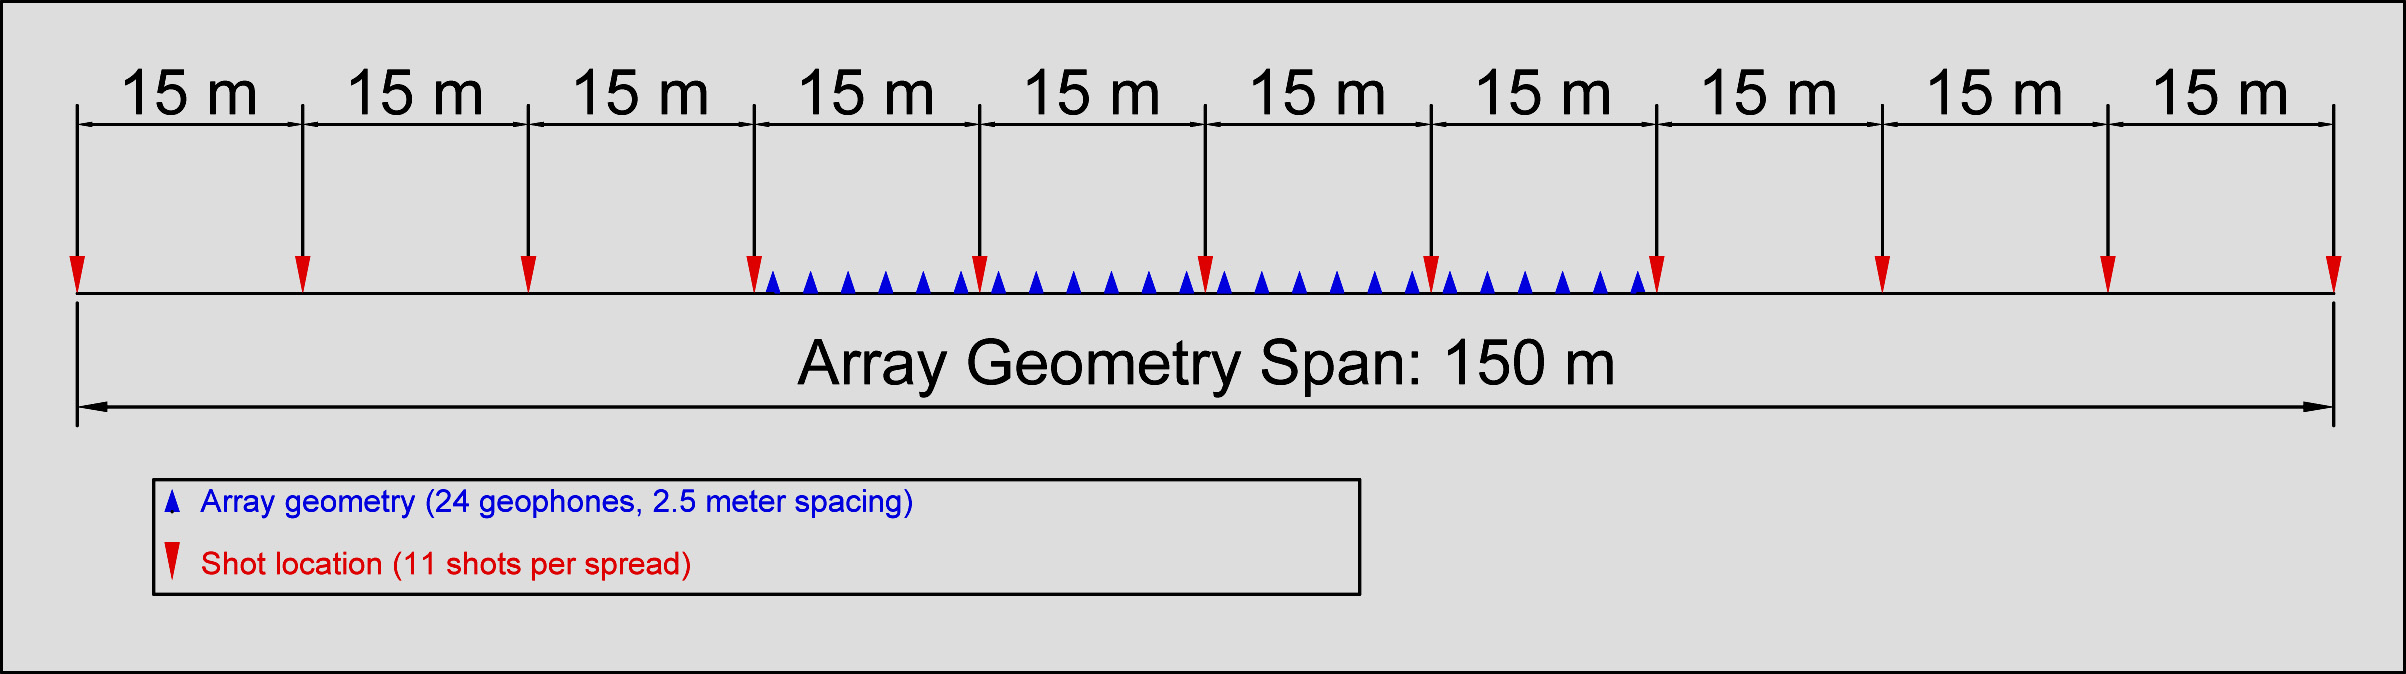 15 m 15 m 15 m 15 m 15 m 15 m 15 m 15 m 15 m 15 m
Array Geometry Span: 150 m
Array geometry (24 geophones, 2.5 meter spacing)
Shot location (11 shots per spread)